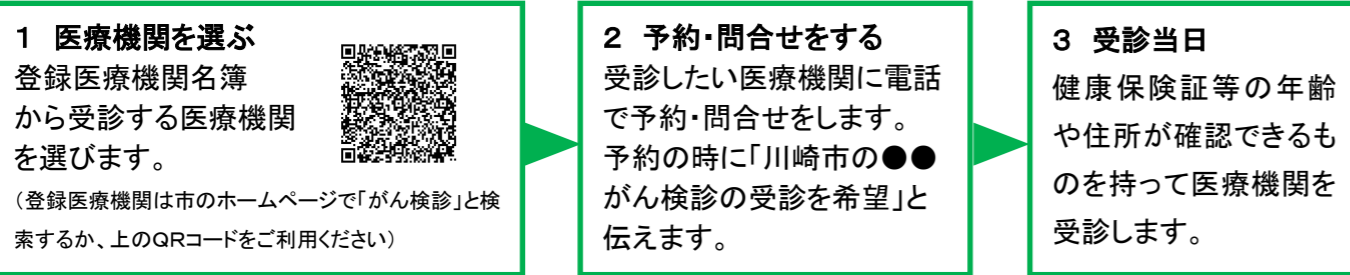 1 医療機関を選ぶ
登録医療機関名簿
から受診する医療機関
を選びます。
（登録医療機関は市のホームページで「がん検診」と検
索するか、上のQRコードをご利用ください）
2 予約・問合せをする
受診したい医療機関に電話
で予約・問合せをします。
予約の時に「川崎市の●●
がん検診の受診を希望」と
伝えます。
3 受診当日
健康保険証等の年齢
や住所が確認できるも
のを持って医療機関を
受診します。